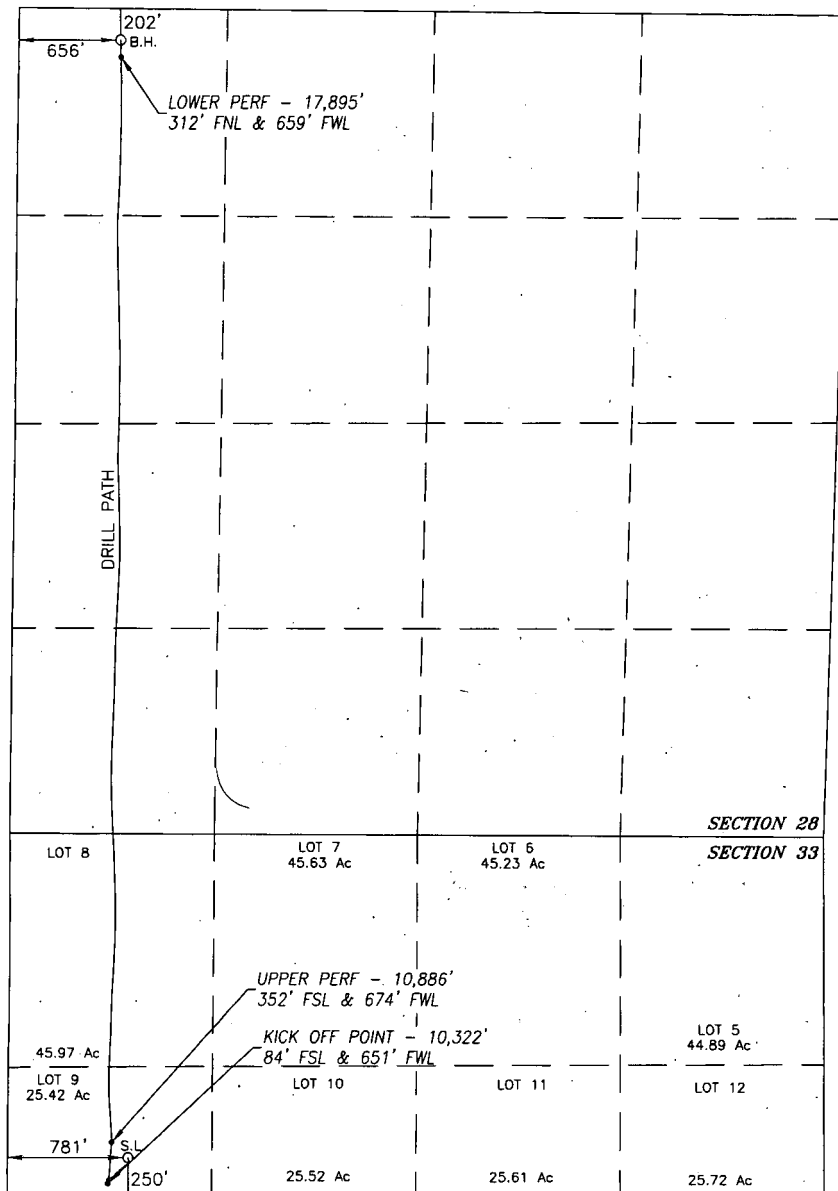 202'
656'
B.H.
LOWER PERF - 17,895'
312' FNL & 659' FWL
DRILL PATH
SECTION 28
SECTION 33
LOT 8
LOT 7
45.63 Ac
LOT 6
45.23 Ac
UPPER PERF - 10,886'
352' FSL & 674' FWL
KICK OFF POINT - 10,322'
84' FSL & 651' FWL
LOT 5
44.89 Ac
45.97 Ac
LOT 9
25.42 Ac
LOT 10
LOT 11
LOT 12
781'
S.L.
250'
25.52 Ac
25.61 Ac
25.72 Ac